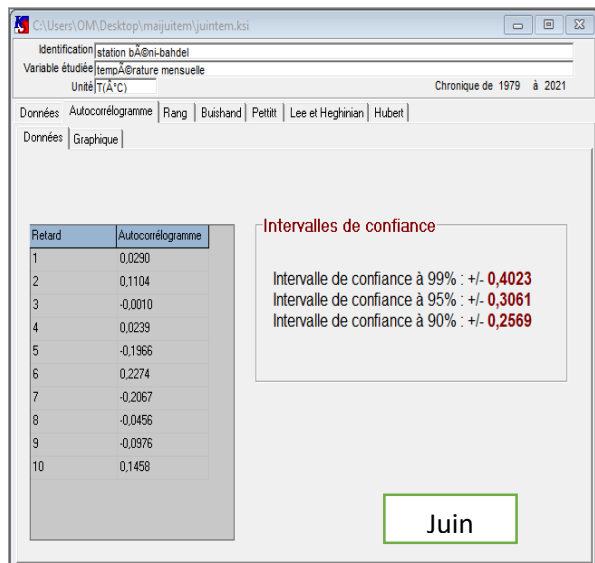 C:\Users\OM\Desktop\maijuitem\juintem.ksi
Identification station bÃ©ni-bahdel
Variable étudiée tempÃ©rature mensuelle
Unité T(Â°C) Chronique de 1979 à 2021
Données Autocorrélogramme Rang Buishand Pettitt Lee et Heghinian Hubert
Données Graphique
Retard Autocorrélogramme
1 0,0290
2 0,1104
3 -0,0010
4 0,0239
5 -0,1966
6 0,2274
7 -0,2067
8 -0,0456
9 -0,0976
10 0,1458
Intervalles de confiance
Intervalle de confiance à 99% : +/- 0,4023
Intervalle de confiance à 95% : +/- 0,3061
Intervalle de confiance à 90% : +/- 0,2569
Juin